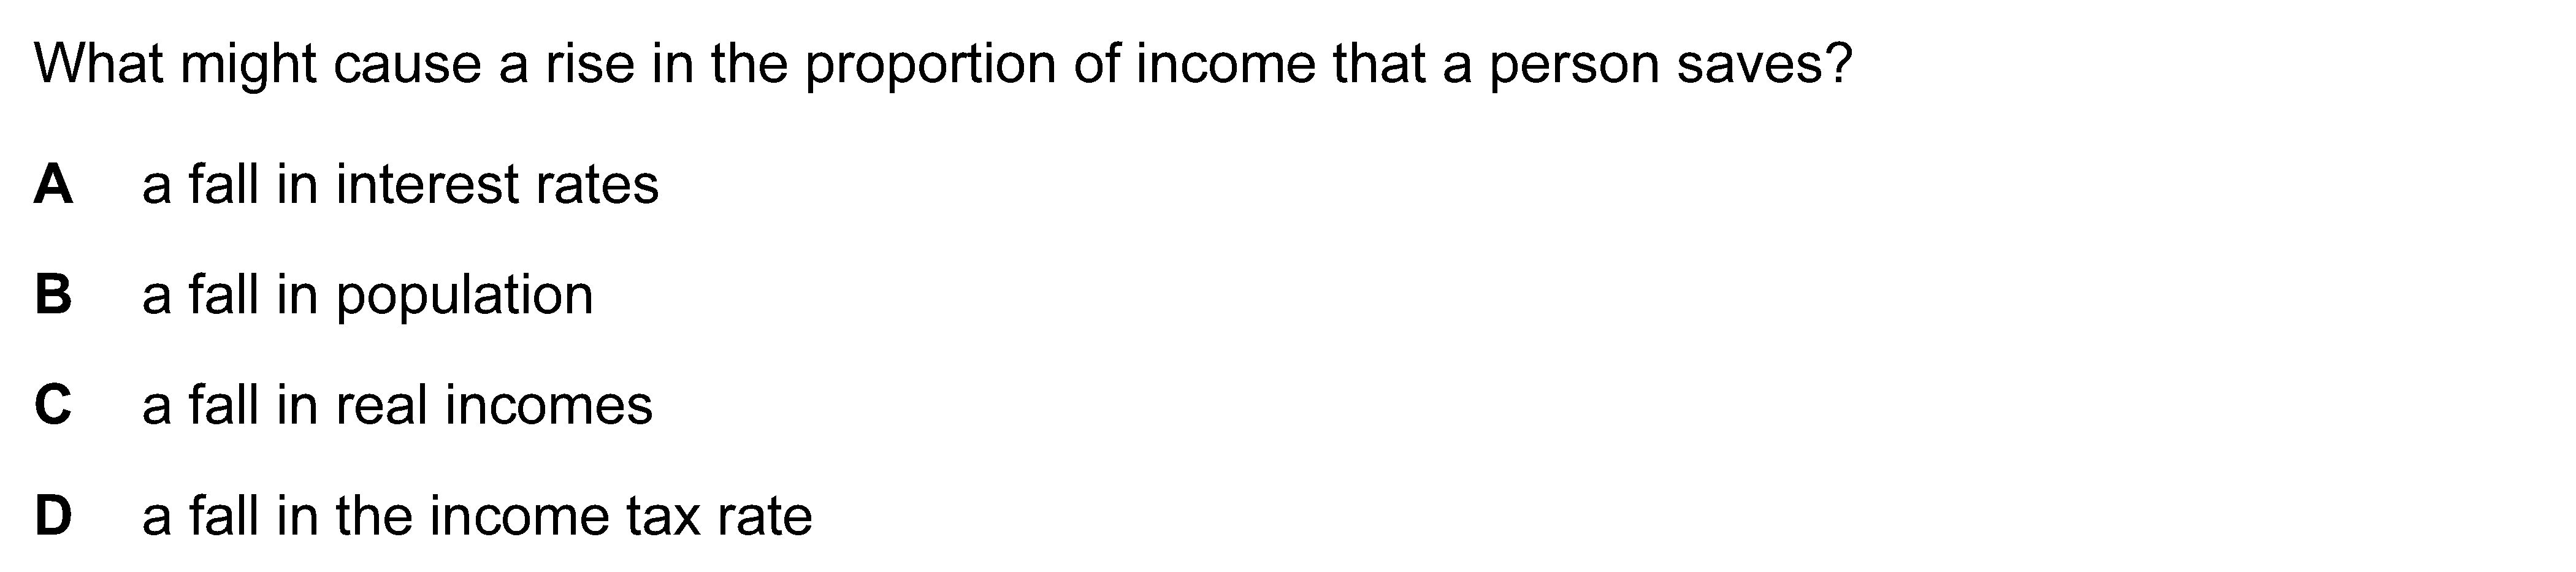 What might cause a rise in the proportion of income that a person saves?
A a fall in interest rates
B a fall in population
C a fall in real incomes
D a fall in the income tax rate